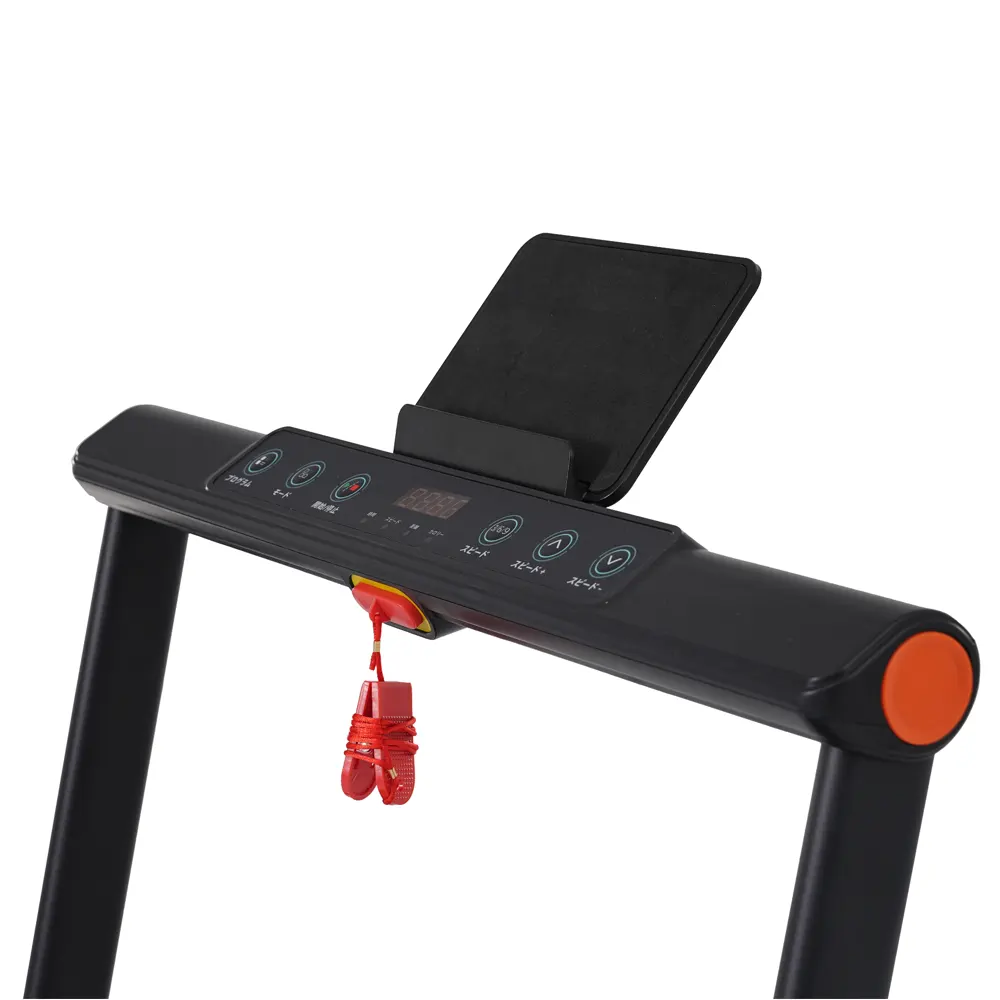 プログラム
モード
開始/停止
時間 スピード 距離 カロリー
3·6·9
スピード
スピード+
スピード-